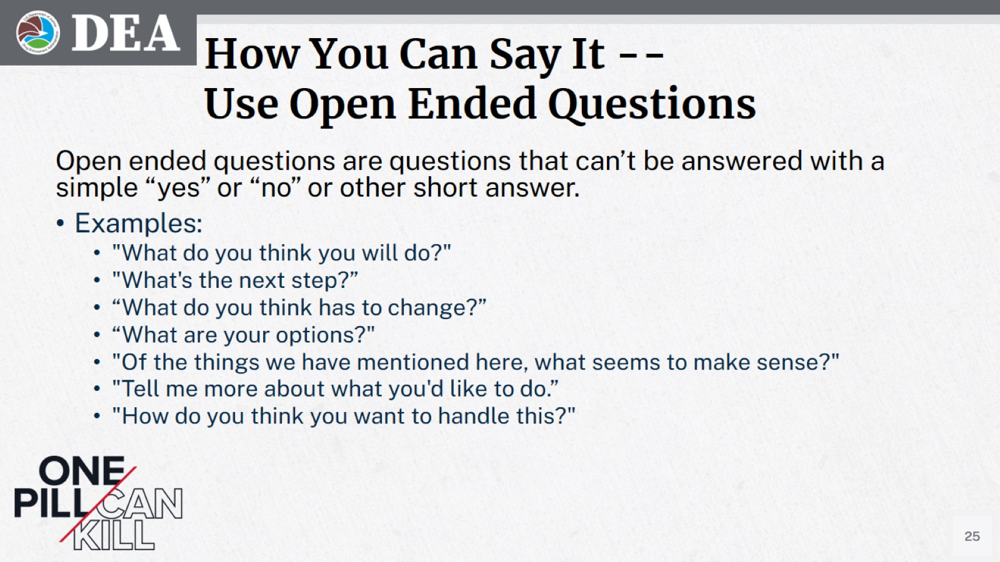 DEA
How You Can Say It --
Use Open Ended Questions
Open ended questions are questions that can’t be answered with a
simple “yes” or “no” or other short answer.
• Examples:
• "What do you think you will do?"
• "What's the next step?”
• “What do you think has to change?”
• “What are your options?"
• "Of the things we have mentioned here, what seems to make sense?"
• "Tell me more about what you'd like to do.”
• "How do you think you want to handle this?"
ONE
PILL CAN
KILL
25